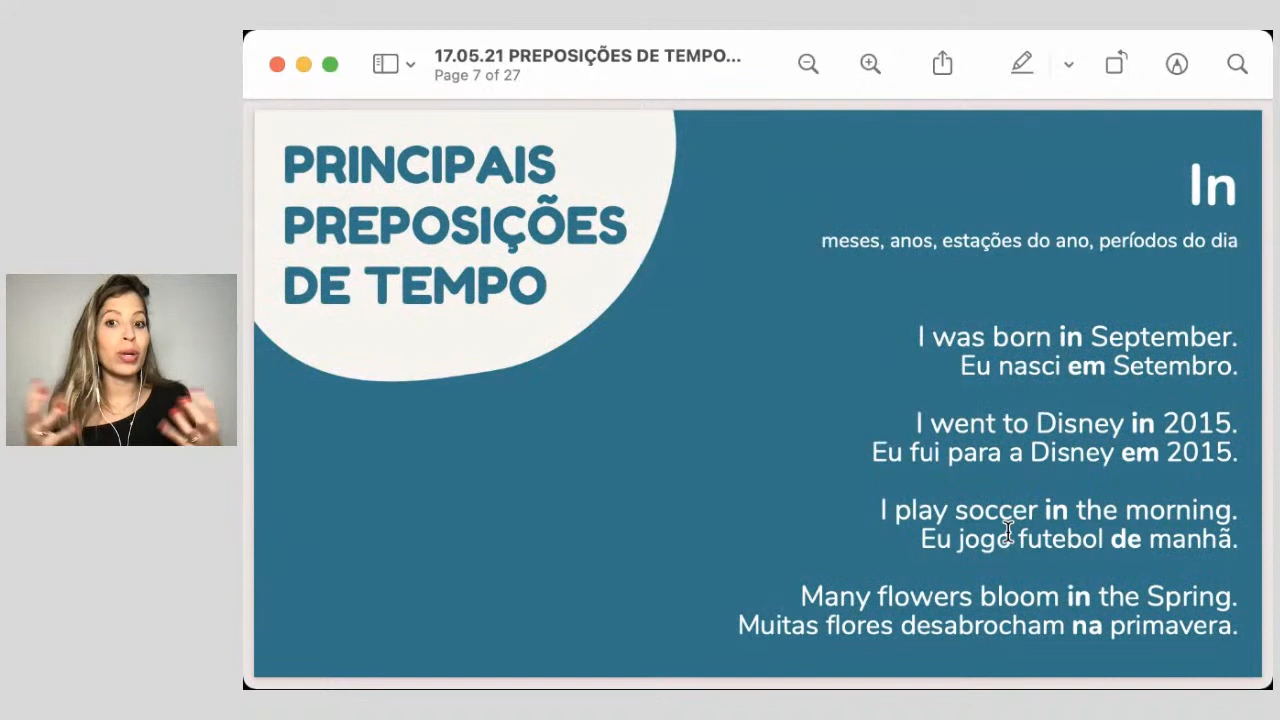 17.05.21 PREPOSIÇÕES DE TEMPO...
Page 7 of 27
PRINCIPAIS
PREPOSIÇÕES
DE TEMPO
In
meses, anos, estações do ano, períodos do dia
I was born in September.
Eu nasci em Setembro.
I went to Disney in 2015.
Eu fui para a Disney em 2015.
I play soccer in the morning.
Eu jogo futebol de manhã.
Many flowers bloom in the Spring.
Muitas flores desabrocham na primavera.